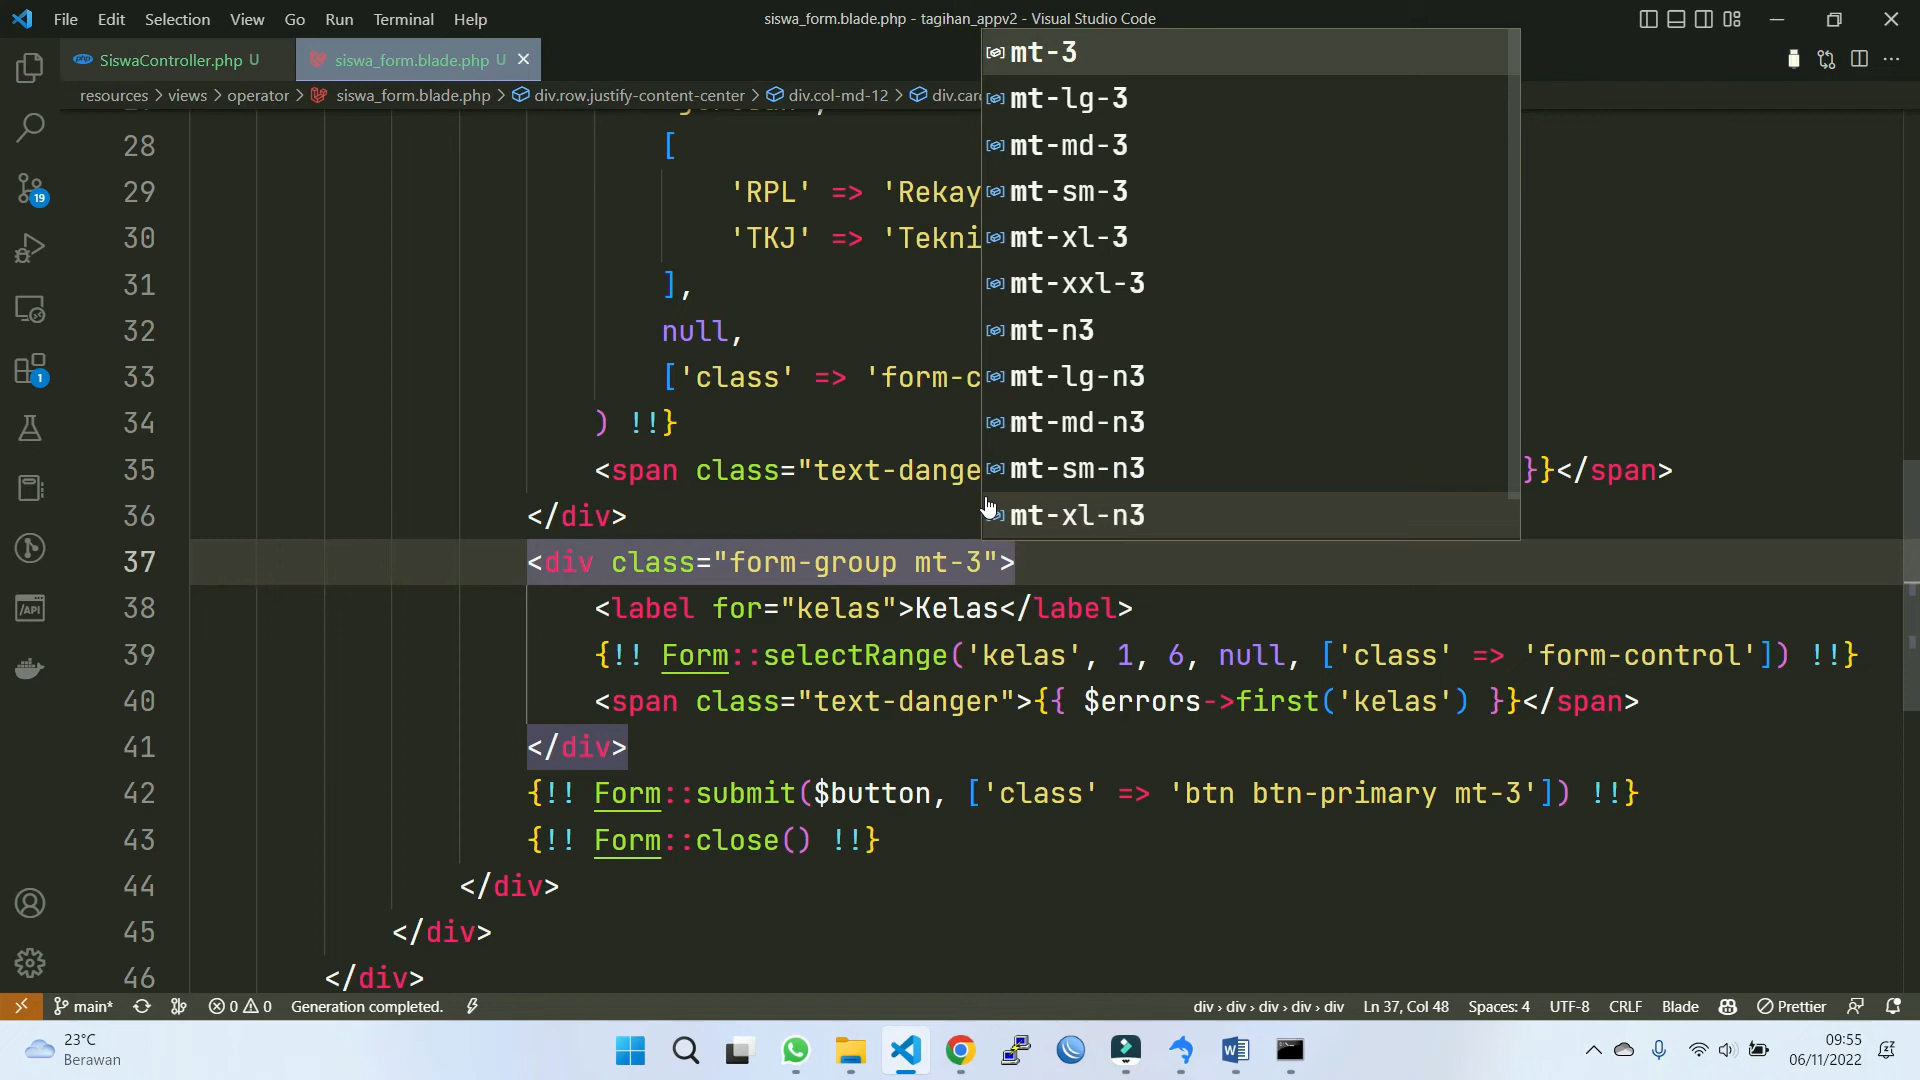 File Edit Selection View Go Run Terminal Help
siswa_form.blade.php - tagihan_appv2 - Visual Studio Code
SiswaController.php U
siswa_form.blade.php U
resources > views > operator > siswa_form.blade.php > div.row.justify-content-center > div.col-md-12 > div.car
mt-3
mt-lg-3
mt-md-3
mt-sm-3
mt-xl-3
mt-xxl-3
mt-n3
mt-lg-n3
mt-md-n3
mt-sm-n3
mt-xl-n3
28 [
29 'RPL' => 'Rekay
30 'TKJ' => 'Tekni
31 ],
32 null,
33 ['class' => 'form-c
34 ) !!}
35 <span class="text-dange }}</span>
36 </div>
37 <div class="form-group mt-3">
38 <label for="kelas">Kelas</label>
39 {!! Form::selectRange('kelas', 1, 6, null, ['class' => 'form-control']) !!}
40 <span class="text-danger">{{ $errors->first('kelas') }}</span>
41 </div>
42 {!! Form::submit($button, ['class' => 'btn btn-primary mt-3']) !!}
43 {!! Form::close() !!}
44 </div>
45 </div>
46 </div>
19
1
main* 0 0 Generation completed.
div › div › div › div › div Ln 37, Col 48 Spaces: 4 UTF-8 CRLF Blade Prettier
23°C
Berawan
09:55
06/11/2022